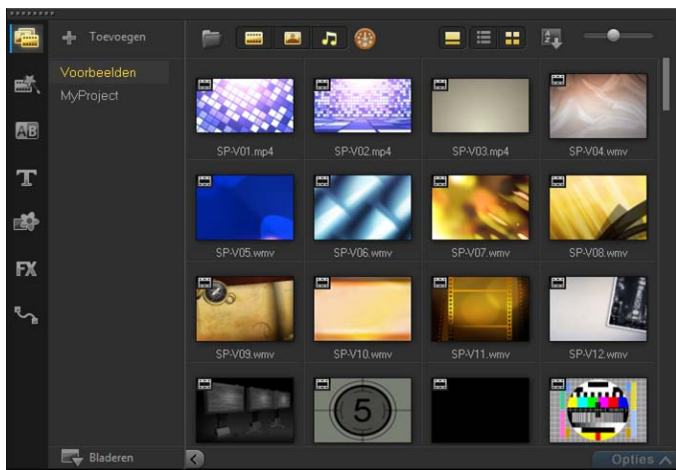 Toevoegen
Voorbeelden
MyProject
AB
T
FX
SP-V01.mp4 SP-V02.mp4 SP-V03.mp4 SP-V04.wmv
SP-V05.wmv SP-V06.wmv SP-V07.wmv SP-V08.wmv
SP-V09.wmv SP-V10.wmv SP-V11.wmv SP-V12.wmv
5
Bladeren
Opties